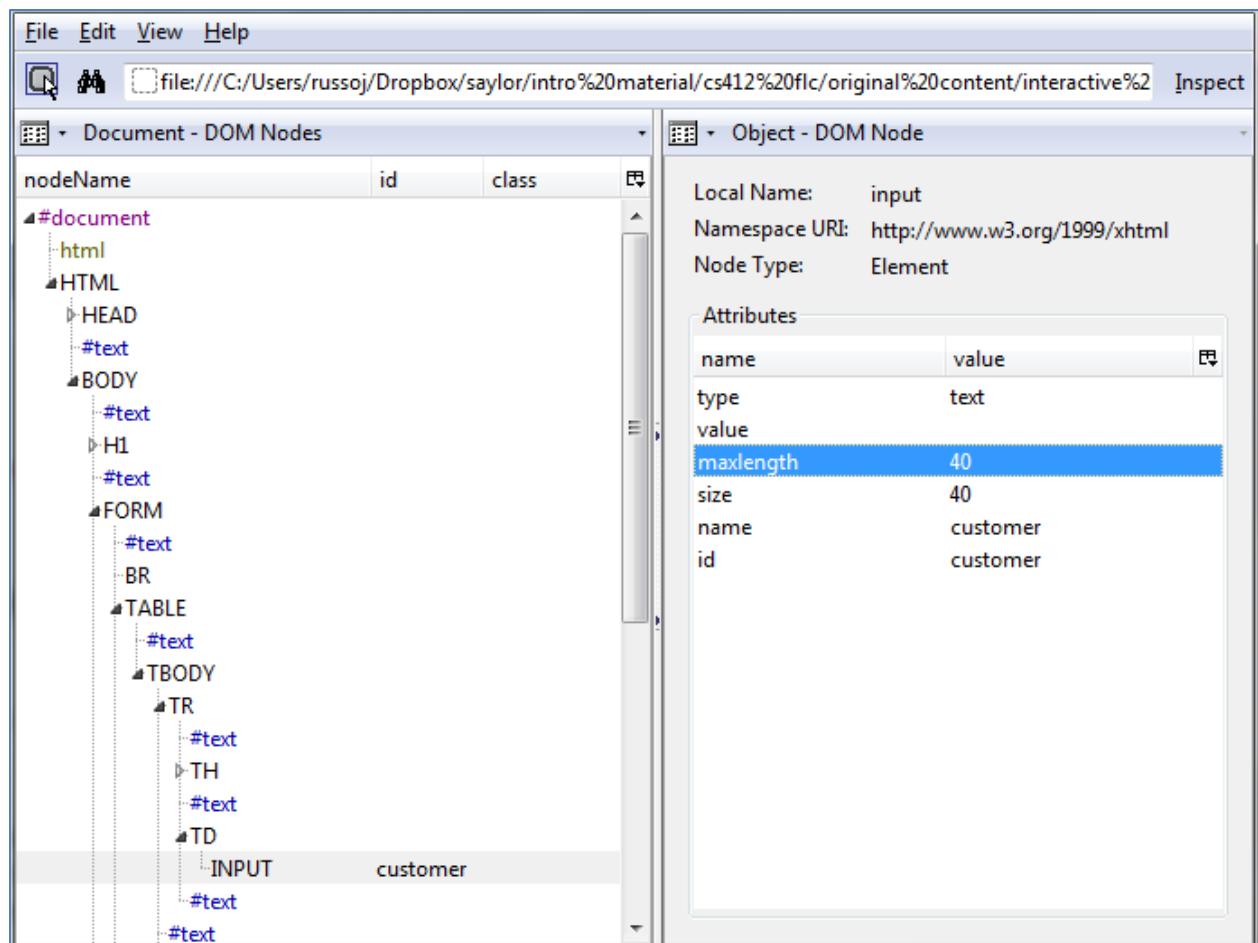 File Edit View Help
file:///C:/Users/russoj/Dropbox/saylor/intro%20material/cs412%20flc/original%20content/interactive%2 Inspect
Document - DOM Nodes
nodeName id class
#document
html
HTML
HEAD
#text
BODY
#text
H1
#text
FORM
#text
BR
TABLE
#text
TBODY
TR
#text
TH
#text
TD
INPUT customer
#text
#text
Object - DOM Node
Local Name: input
Namespace URI: http://www.w3.org/1999/xhtml
Node Type: Element
Attributes
name value
type text
value
maxlength 40
size 40
name customer
id customer